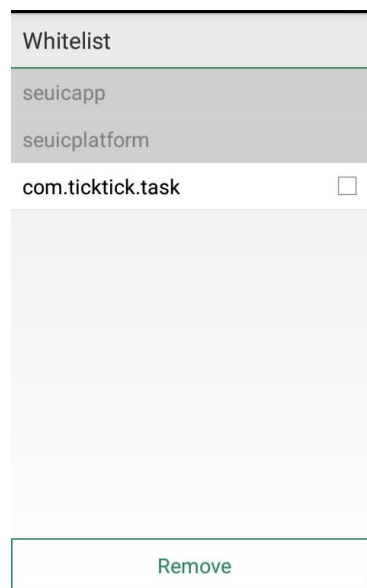 Whitelist
seuicapp
seuicplatform
com.ticktick.task
Remove